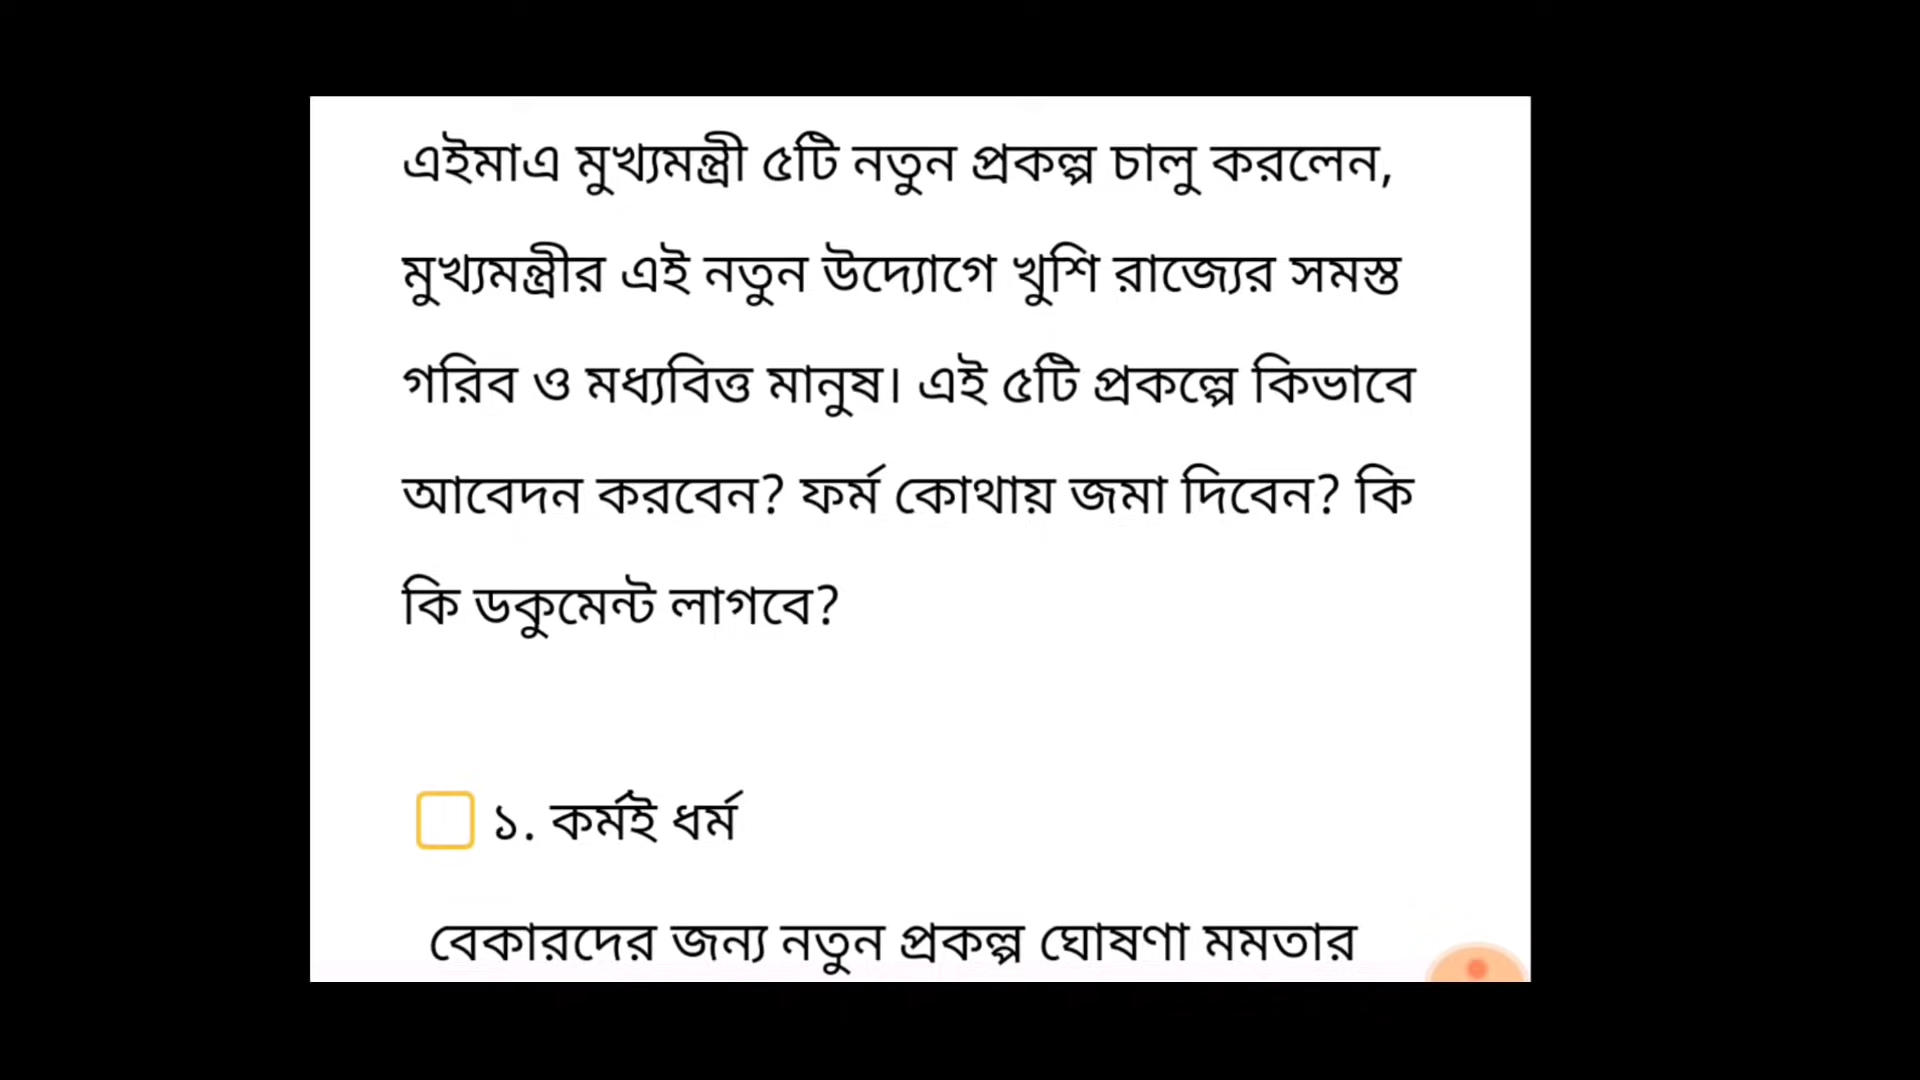 এইমাএ মুখ্যমন্ত্রী ৫টি নতুন প্রকল্প চালু করলেন,
মুখ্যমন্ত্রীর এই নতুন উদ্যোগে খুশি রাজ্যের সমস্ত
গরিব ও মধ্যবিত্ত মানুষ। এই ৫টি প্রকল্পে কিভাবে
আবেদন করবেন? ফর্ম কোথায় জমা দিবেন? কি
কি ডকুমেন্ট লাগবে?
১. কর্মই ধর্ম
বেকারদের জন্য নতুন প্রকল্প ঘোষণা মমতার